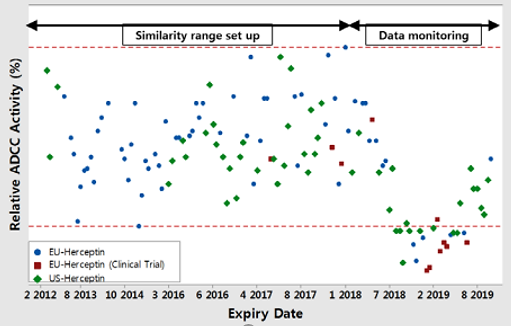 Similarity range set up
Data monitoring
Relative ADCC Activity (%)
EU-Herceptin
EU-Herceptin (Clinical Trial)
US-Herceptin
2 2012 8 2013 10 2014 3 2016 6 2016 4 2017 8 2017 1 2018 7 2018 2 2019 8 2019
Expiry Date